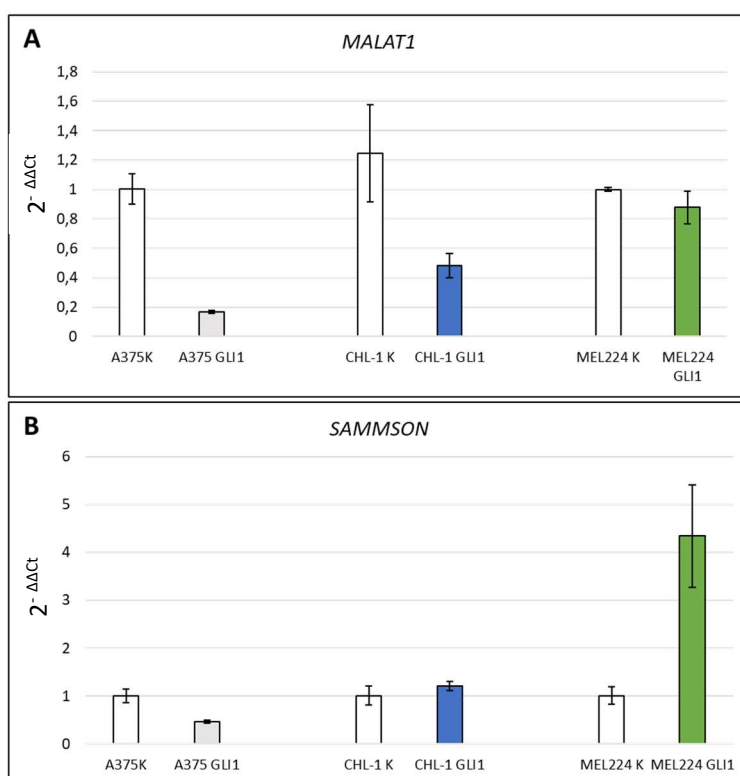 A
MALAT1
1,8
1,6
1,4
1,2
1
0,8
0,6
0,4
0,2
0
2- ΔΔCt
A375K A375 GLI1 CHL-1 K CHL-1 GLI1 MEL224 K MEL224
GLI1
B
SAMMSON
6
5
4
3
2
1
0
2- ΔΔCt
A375K A375 GLI1 CHL-1 K CHL-1 GLI1 MEL224 K MEL224 GLI1